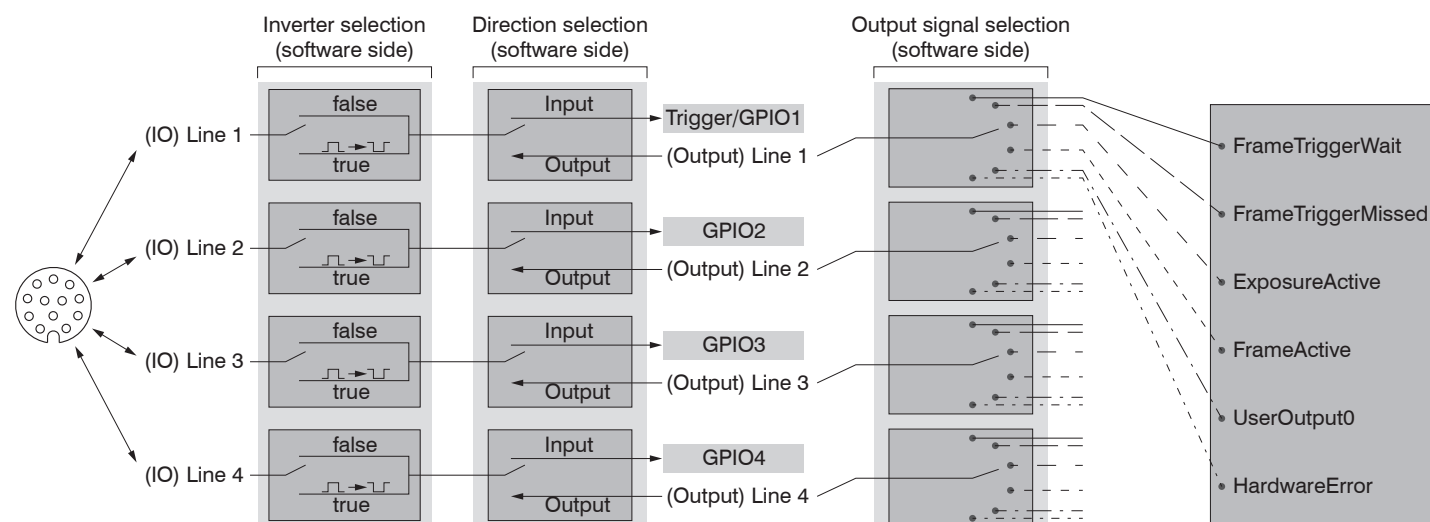 Inverter selection
(software side)
Direction selection
(software side)
Output signal selection
(software side)
(IO) Line 1
false
true
Input
Output
Trigger/GPIO1
(Output) Line 1
(IO) Line 2
false
true
Input
Output
GPIO2
(Output) Line 2
(IO) Line 3
false
true
Input
Output
GPIO3
(Output) Line 3
(IO) Line 4
false
true
Input
Output
GPIO4
(Output) Line 4
FrameTriggerWait
FrameTriggerMissed
ExposureActive
FrameActive
UserOutput0
HardwareError